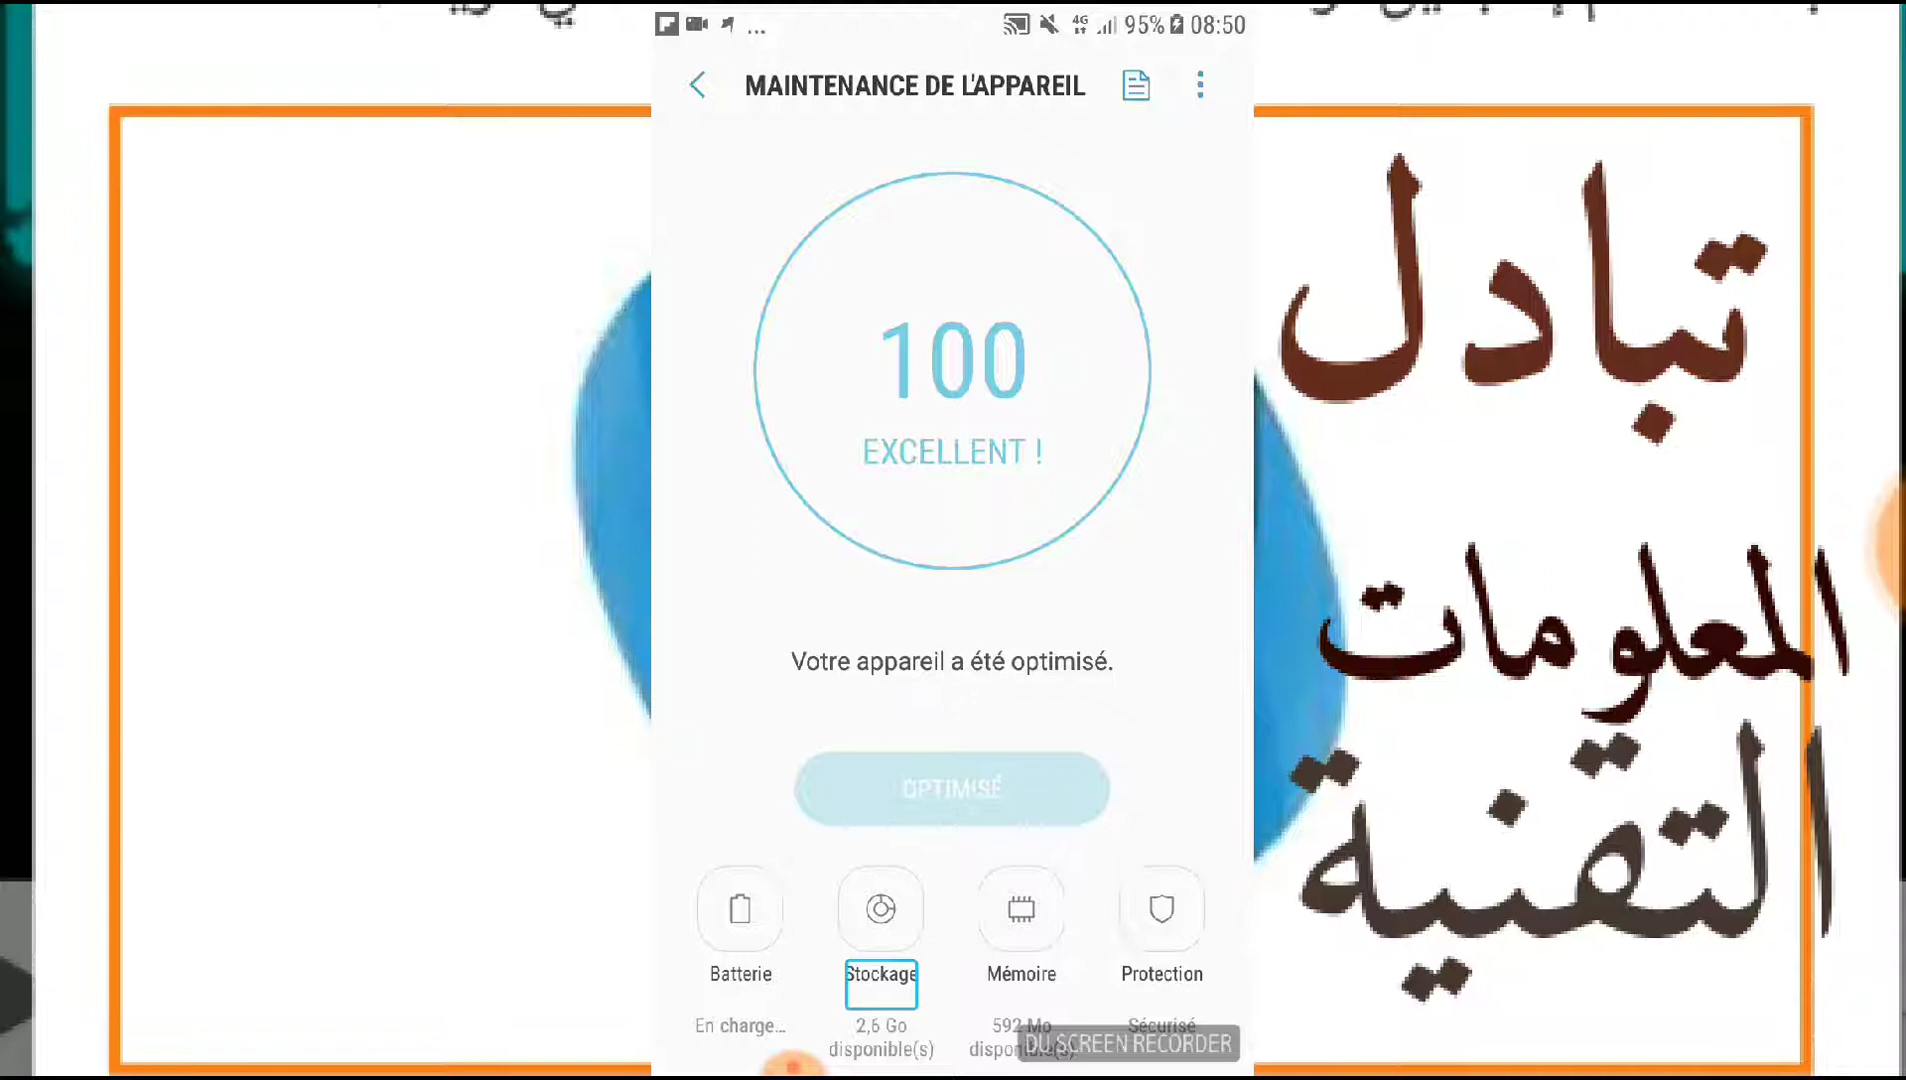 ... 95% 08:50
MAINTENANCE DE L'APPAREIL
100
EXCELLENT !
Votre appareil a été optimisé.
OPTIMISÉ
Batterie Stockage Mémoire Protection
En charge... 2,6 Go 592 Mo Sécurisé
disponible(s) disponible(s)
DU SCREEN RECORDER
تبادل
المعلومات
التقنية